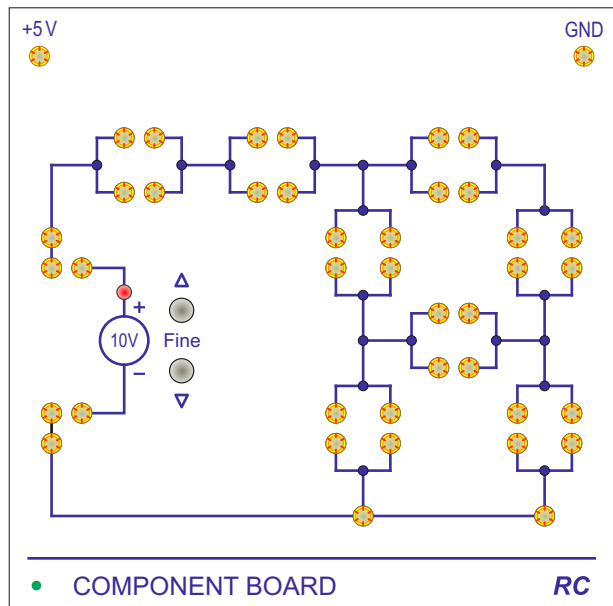 +5 V GND
+
10V Fine
−
COMPONENT BOARD RC